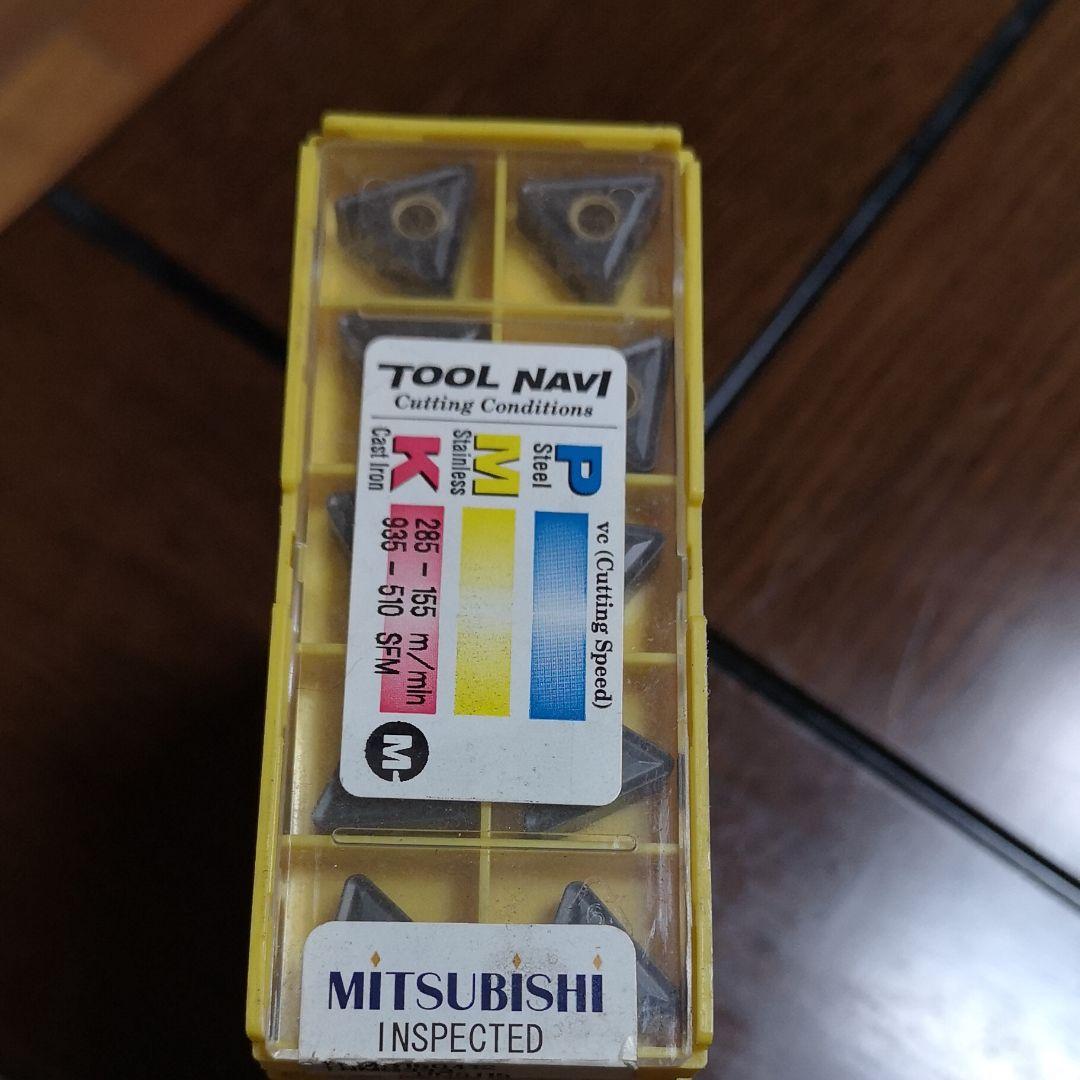 TOOL NAVI
Cutting Conditions
P
Steel
vc (Cutting Speed)
M
Stainless
K
Cast Iron
285 - 155 m/min
935 - 510 SFM
M
MITSUBISHI
INSPECTED